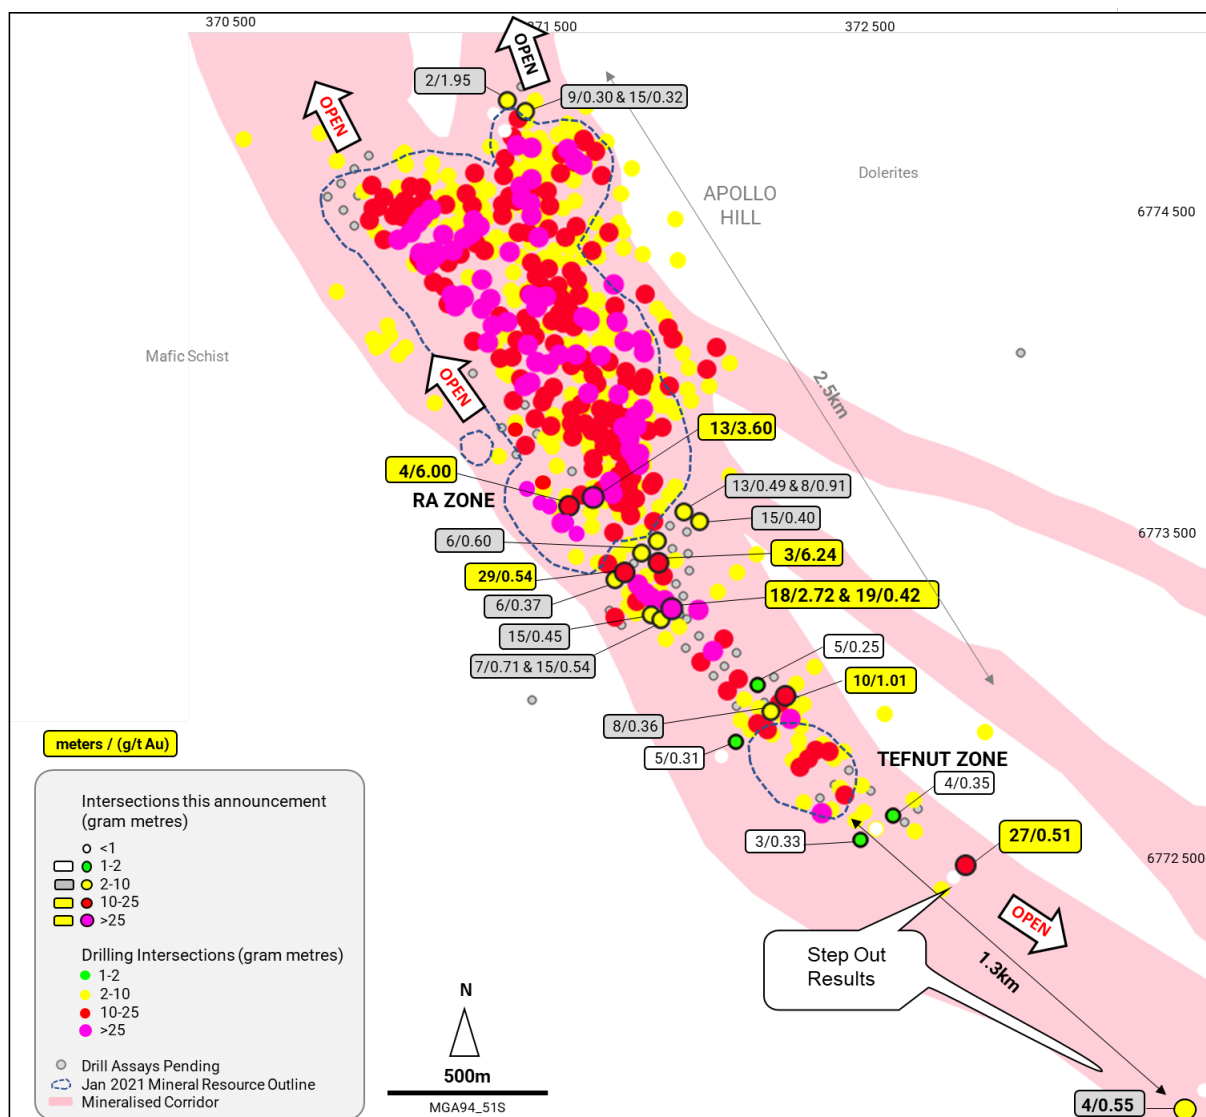 370 500
371 500
372 500
OPEN
2/1.95
9/0.30 & 15/0.32
OPEN
Dolerites
APOLLO
HILL
6774 500
Mafic Schist
OPEN
2.5km
13/3.60
4/6.00
RA ZONE
13/0.49 & 8/0.91
15/0.40
6/0.60
6773 500
3/6.24
29/0.54
18/2.72 & 19/0.42
6/0.37
15/0.45
5/0.25
7/0.71 & 15/0.54
10/1.01
8/0.36
meters / (g/t Au)
5/0.31
TEFNUT ZONE
4/0.35
3/0.33
27/0.51
6772 500
Intersections this announcement
(gram metres)
<1
1-2
2-10
10-25
>25
OPEN
Step Out
Results
1.3km
Drilling Intersections (gram metres)
1-2
2-10
10-25
>25
N
Drill Assays Pending
Jan 2021 Mineral Resource Outline
Mineralised Corridor
500m
MGA94_51S
4/0.55